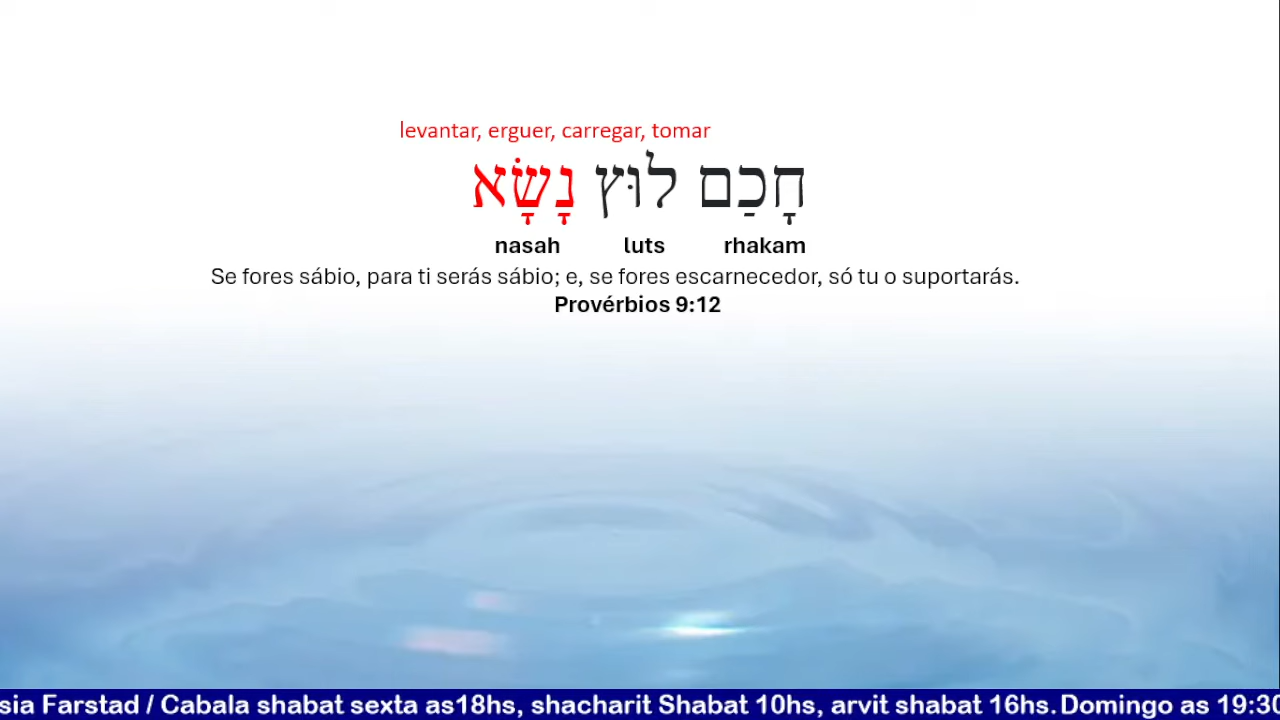 levantar, erguer, carregar, tomar
חָכַם לוּץ נָשָׂא
nasah luts rhakam
Se fores sábio, para ti serás sábio; e, se fores escarnecedor, só tu o suportarás.
Provérbios 9:12
sia Farstad / Cabala shabat sexta as18hs, shacharit Shabat 10hs, arvit shabat 16hs.Domingo as 19:30